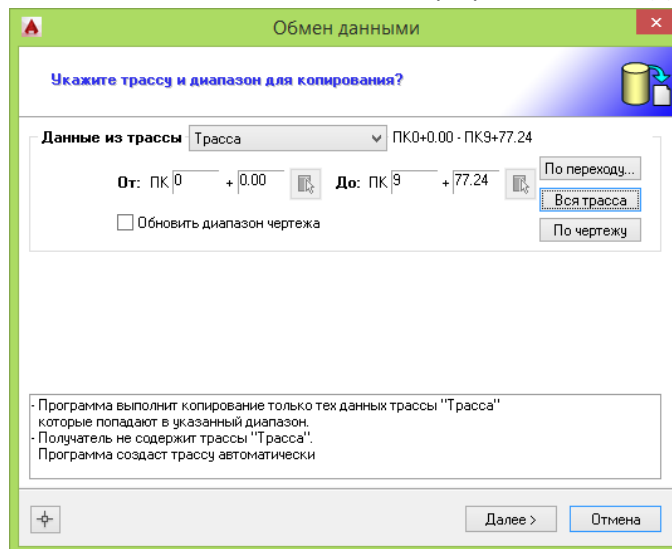 Обмен данными
Укажите трассу и диапазон для копирования?
Данные из трассы Трасса ПК0+0.00 - ПК9+77.24
От: ПК 0 + 0.00 До: ПК 9 + 77.24
По переходу...
Вся трасса
Обновить диапазон чертежа
По чертежу
- Программа выполнит копирование только тех данных трассы "Трасса"
которые попадают в указанный диапазон.
- Получатель не содержит трассы "Трасса".
Программа создаст трассу автоматически
Далее >
Отмена